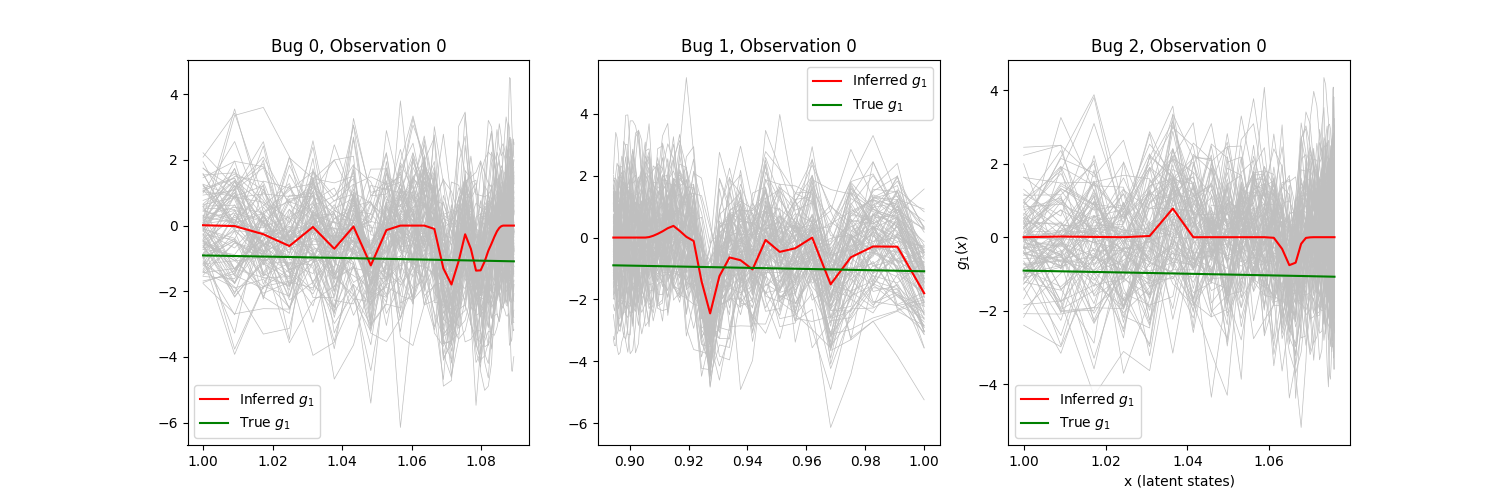 Bug 0, Observation 0
4
2
0
−2
−4
−6
Inferred g₁
True g₁
1.00 1.02 1.04 1.06 1.08
Bug 1, Observation 0
Inferred g₁
True g₁
4
2
0
−2
−4
−6
0.90 0.92 0.94 0.96 0.98 1.00
Bug 2, Observation 0
g₁(x)
4
2
0
−2
−4
Inferred g₁
True g₁
1.00 1.02 1.04 1.06
x (latent states)